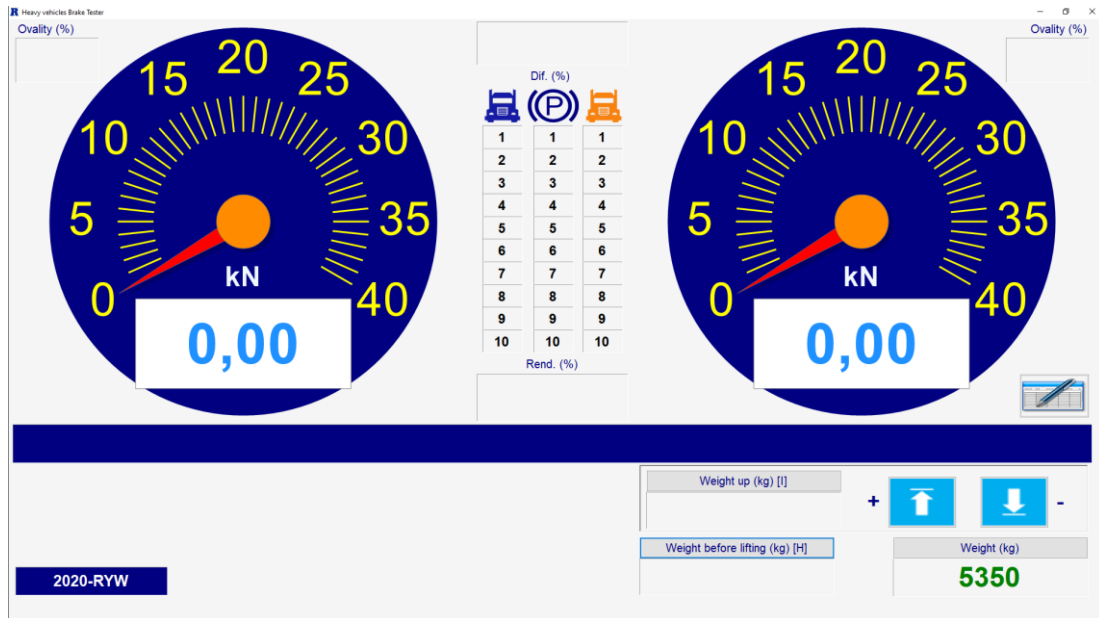 R Heavy vehicles Brake Tester
Ovality (%)
Ovality (%)
0 5 10 15 20 25 30 35 40
kN
0,00
Dif. (%)
P
1 1 1
2 2 2
3 3 3
4 4 4
5 5 5
6 6 6
7 7 7
8 8 8
9 9 9
10 10 10
Rend. (%)
0 5 10 15 20 25 30 35 40
kN
0,00
Weight up (kg) [I]
+ -
Weight before lifting (kg) [H]
Weight (kg)
5350
2020-RYW